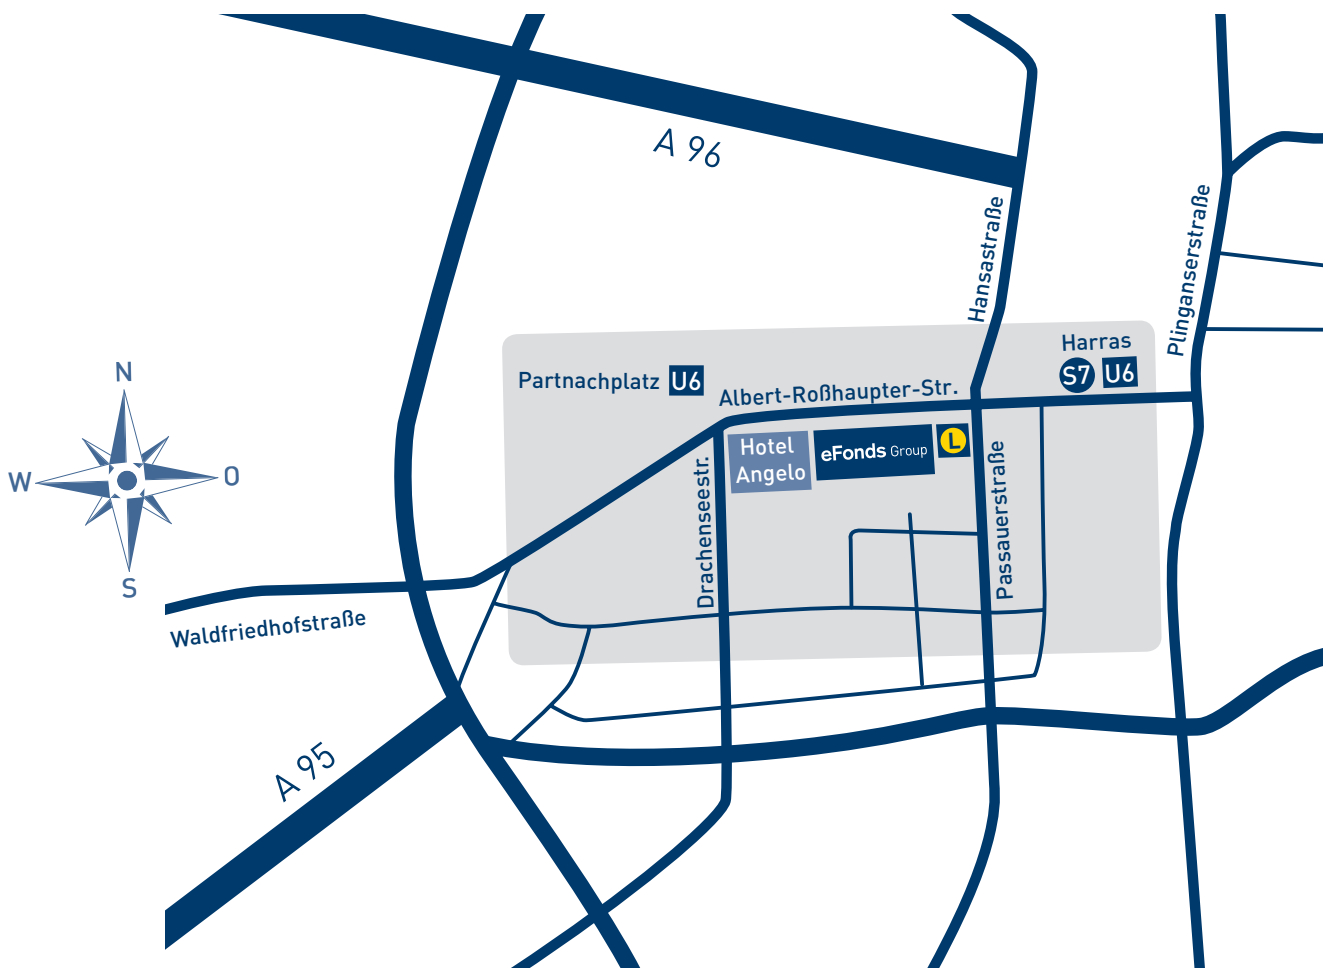 A 96
Hansastraße
Plinganserstraße
Harras
S7 U6
Partnachplatz U6
Albert-Roßhaupter-Str.
Hotel
Angelo
eFonds Group
L
Drachenseestr.
Passauerstraße
N
W
O
S
Waldfriedhofstraße
A 95